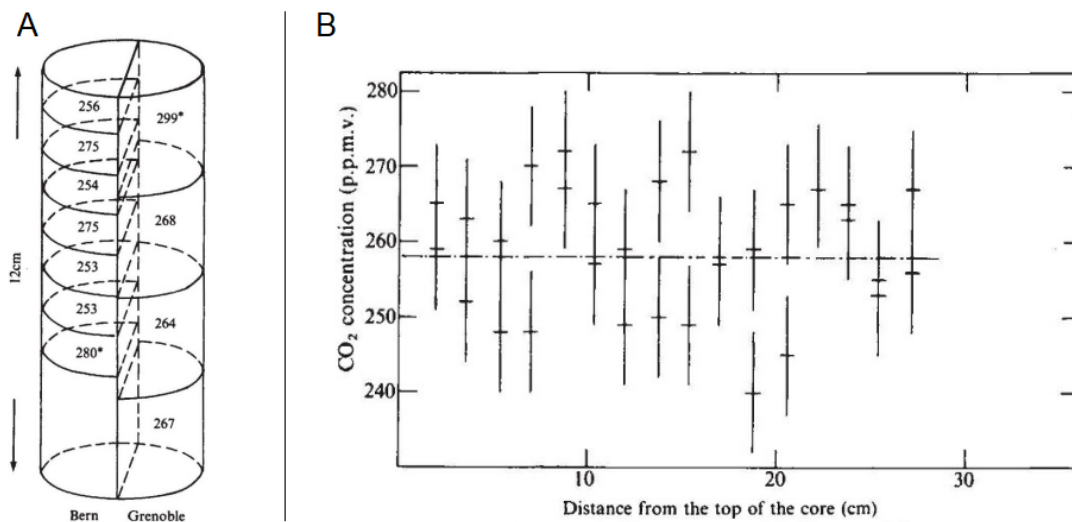 A
256
299*
275
254
275
268
253
253
264
280*
267
12cm
Bern Grenoble
B
CO2 concentration (p.p.m.v.)
280
270
260
250
240
10 20 30
Distance from the top of the core (cm)